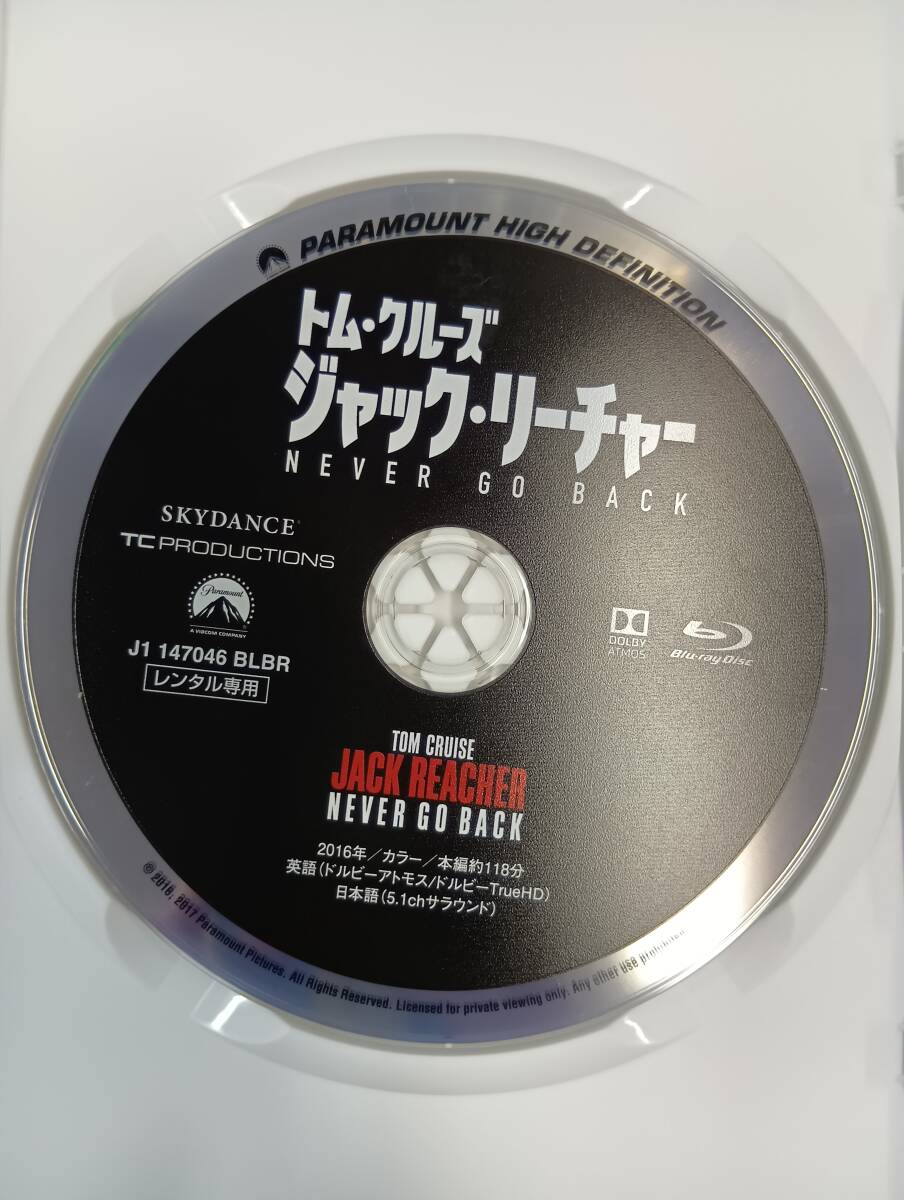 PARAMOUNT HIGH DEFINITION
トム・クルーズ
ジャック・リーチャー
NEVER GO BACK
SKYDANCE
TC PRODUCTIONS
Paramount
A VIACOM COMPANY
J1 147046 BLBR
レンタル専用
DOLBY
ATMOS
Blu-ray Disc
TOM CRUISE
JACK REACHER
NEVER GO BACK
2016年／カラー／本編約118分
英語（ドルビーアトモス/ドルビーTrueHD）
日本語（5.1chサラウンド）
© 2016, 2017 Paramount Pictures. All Rights Reserved. Licensed for private viewing only. Any other use prohibited.